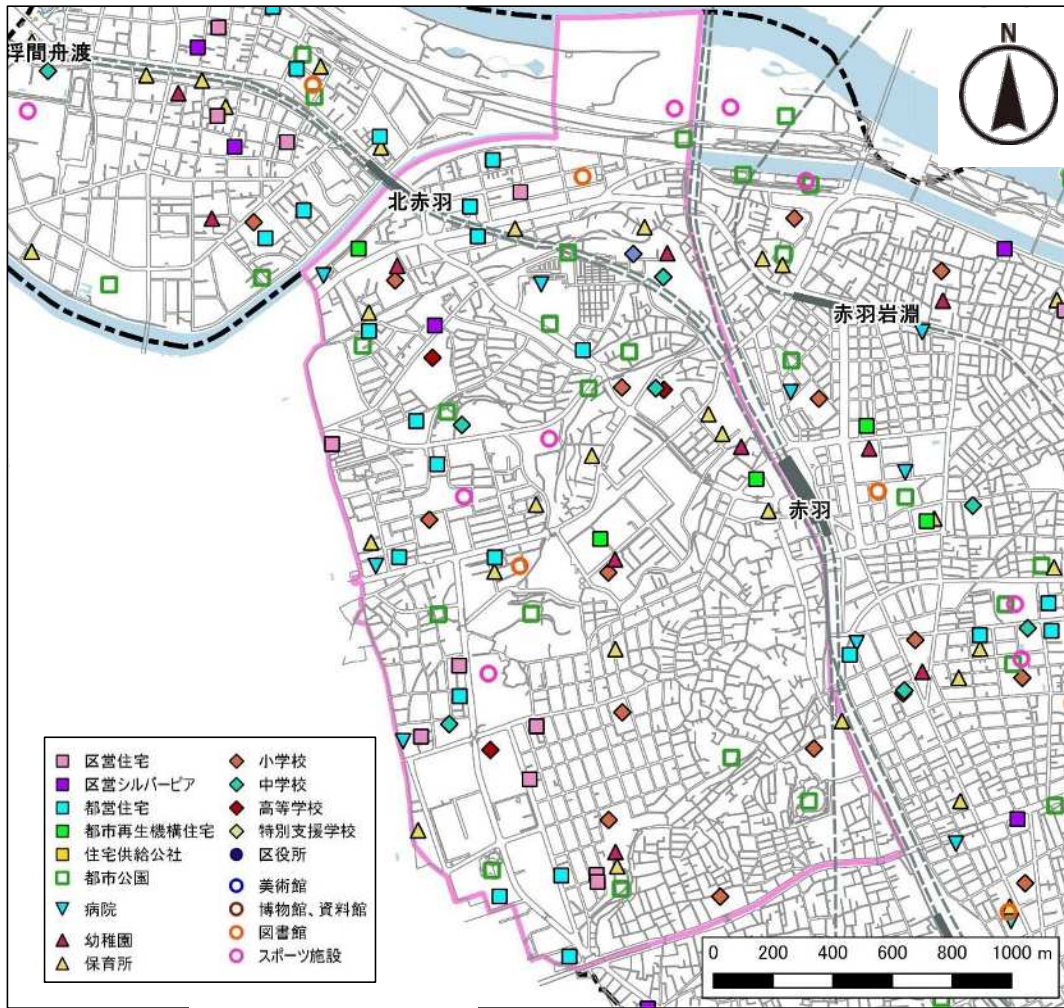 浮間舟渡
N
北赤羽
赤羽岩淵
赤羽
区営住宅
区営シルバーピア
都営住宅
都市再生機構住宅
住宅供給公社
都市公園
病院
幼稚園
保育所
小学校
中学校
高等学校
特別支援学校
区役所
美術館
博物館、資料館
図書館
スポーツ施設
0 200 400 600 800 1000 m